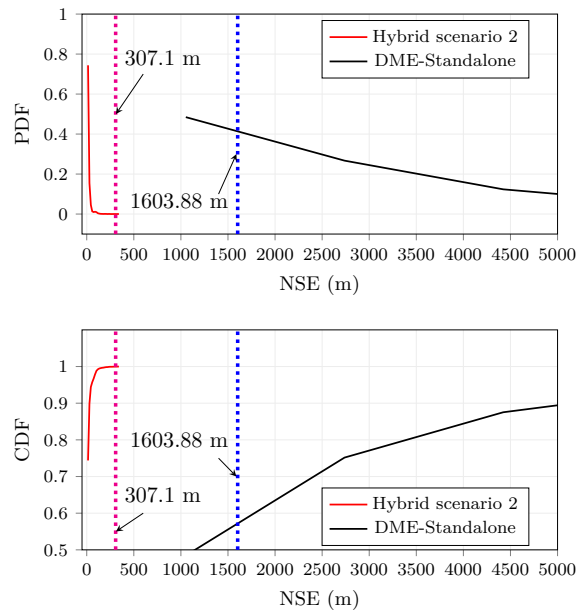 1
0.8
0.6
0.4
0.2
0
PDF
Hybrid scenario 2
DME-Standalone
307.1 m
1603.88 m
0 500 1000 1500 2000 2500 3000 3500 4000 4500 5000
NSE (m)
1
0.9
0.8
0.7
0.6
0.5
CDF
1603.88 m
307.1 m
Hybrid scenario 2
DME-Standalone
0 500 1000 1500 2000 2500 3000 3500 4000 4500 5000
NSE (m)